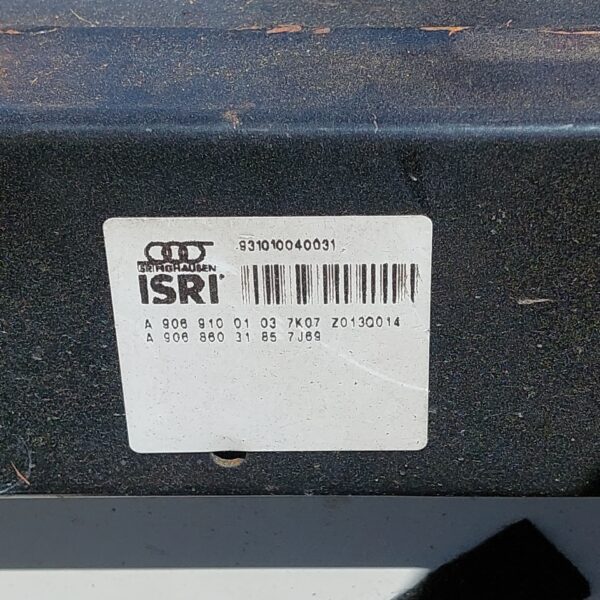 931010040031
ISRINGHAUSEN
ISRI®
A 906 910 01 03 7K07 Z013Q014
A 906 860 31 85 7J69